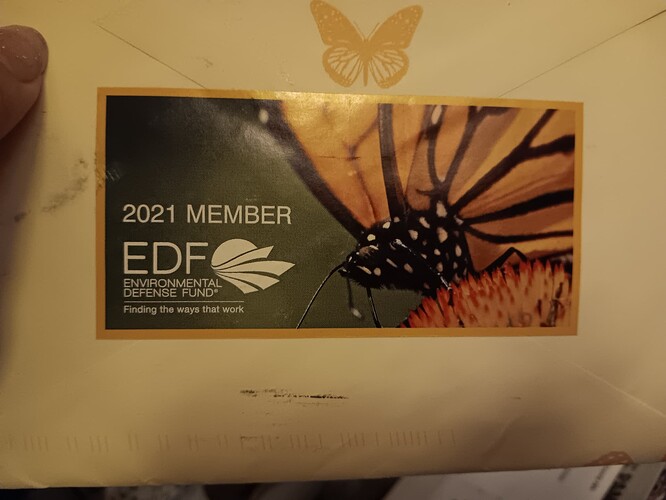 2021 MEMBER
EDF
ENVIRONMENTAL
DEFENSE FUND®
Finding the ways that work